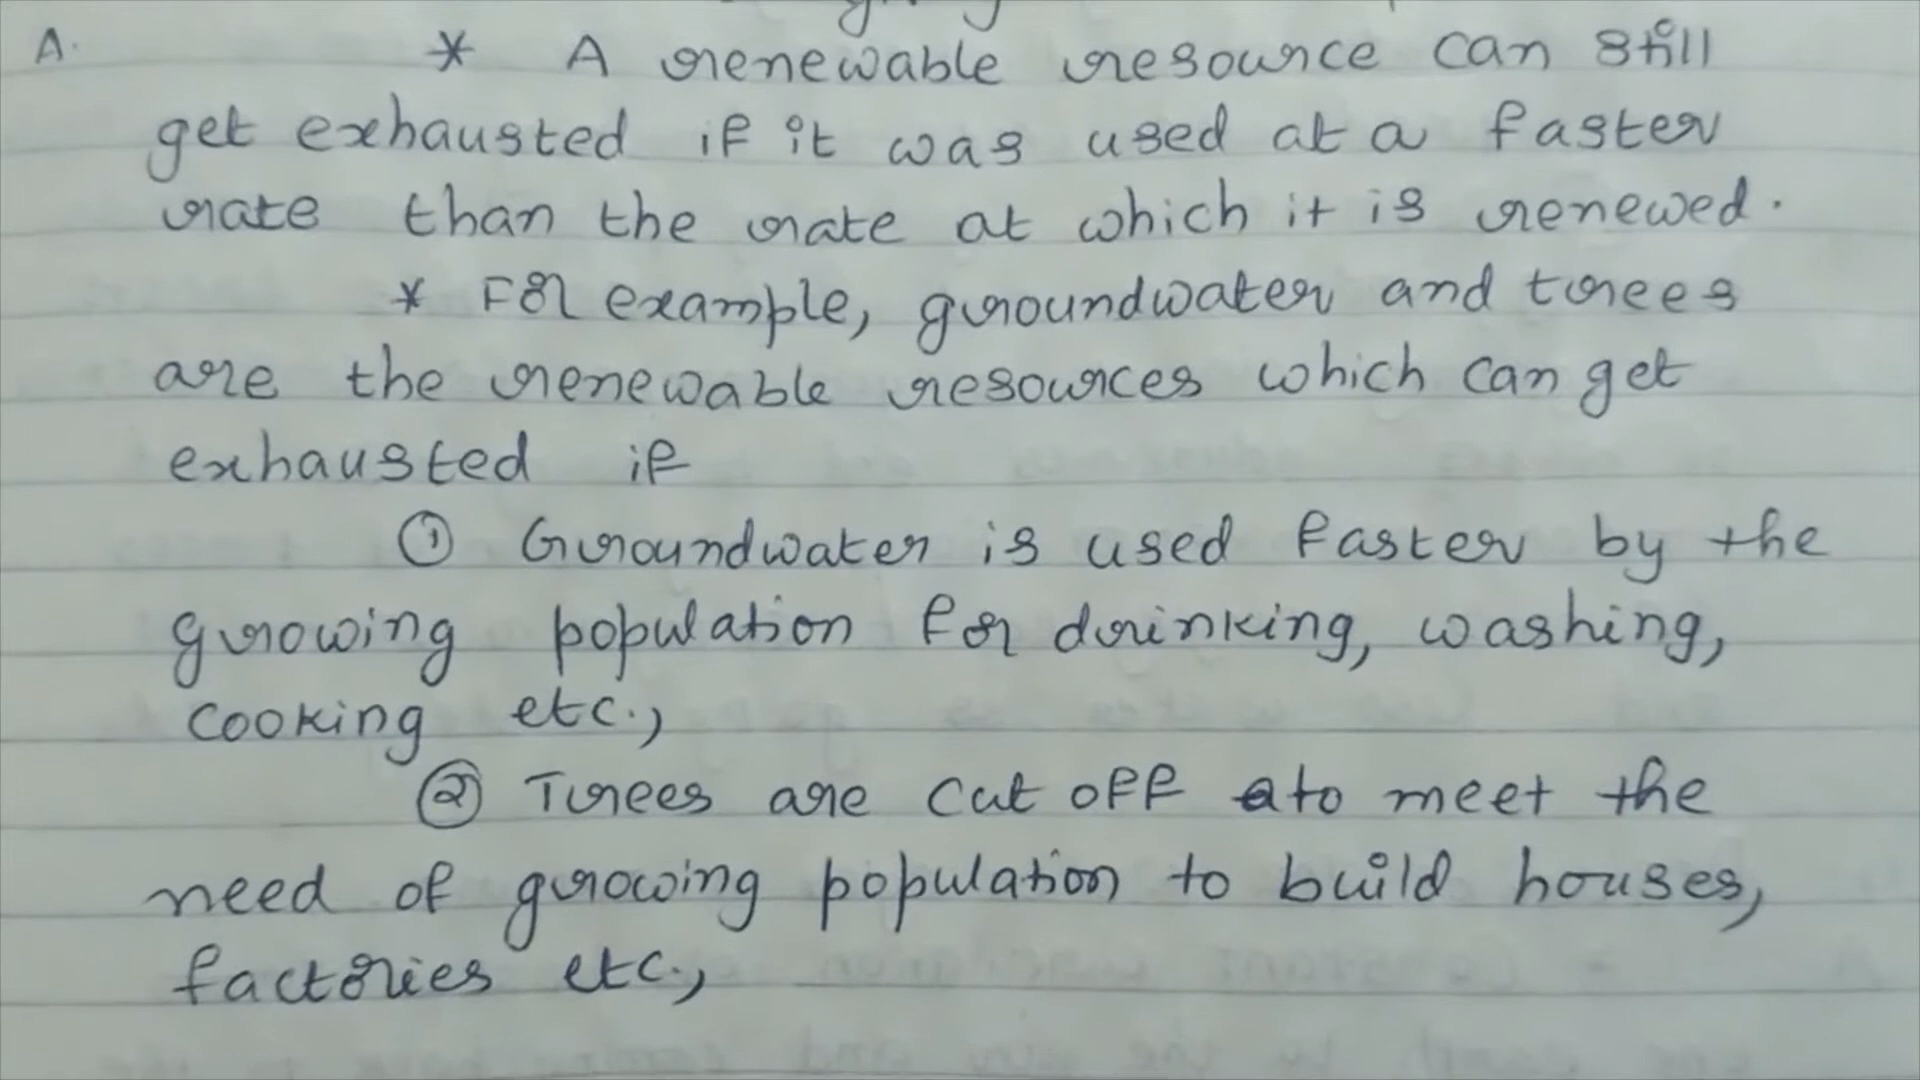 A. * A renewable resource can still
get exhausted if it was used at a faster
rate than the rate at which it is renewed.
* For example, groundwater and trees
are the renewable resources which can get
exhausted if
① Groundwater is used faster by the
growing population for drinking, washing,
cooking etc.,
② Trees are cut off to meet the
need of growing population to build houses,
factories etc.,